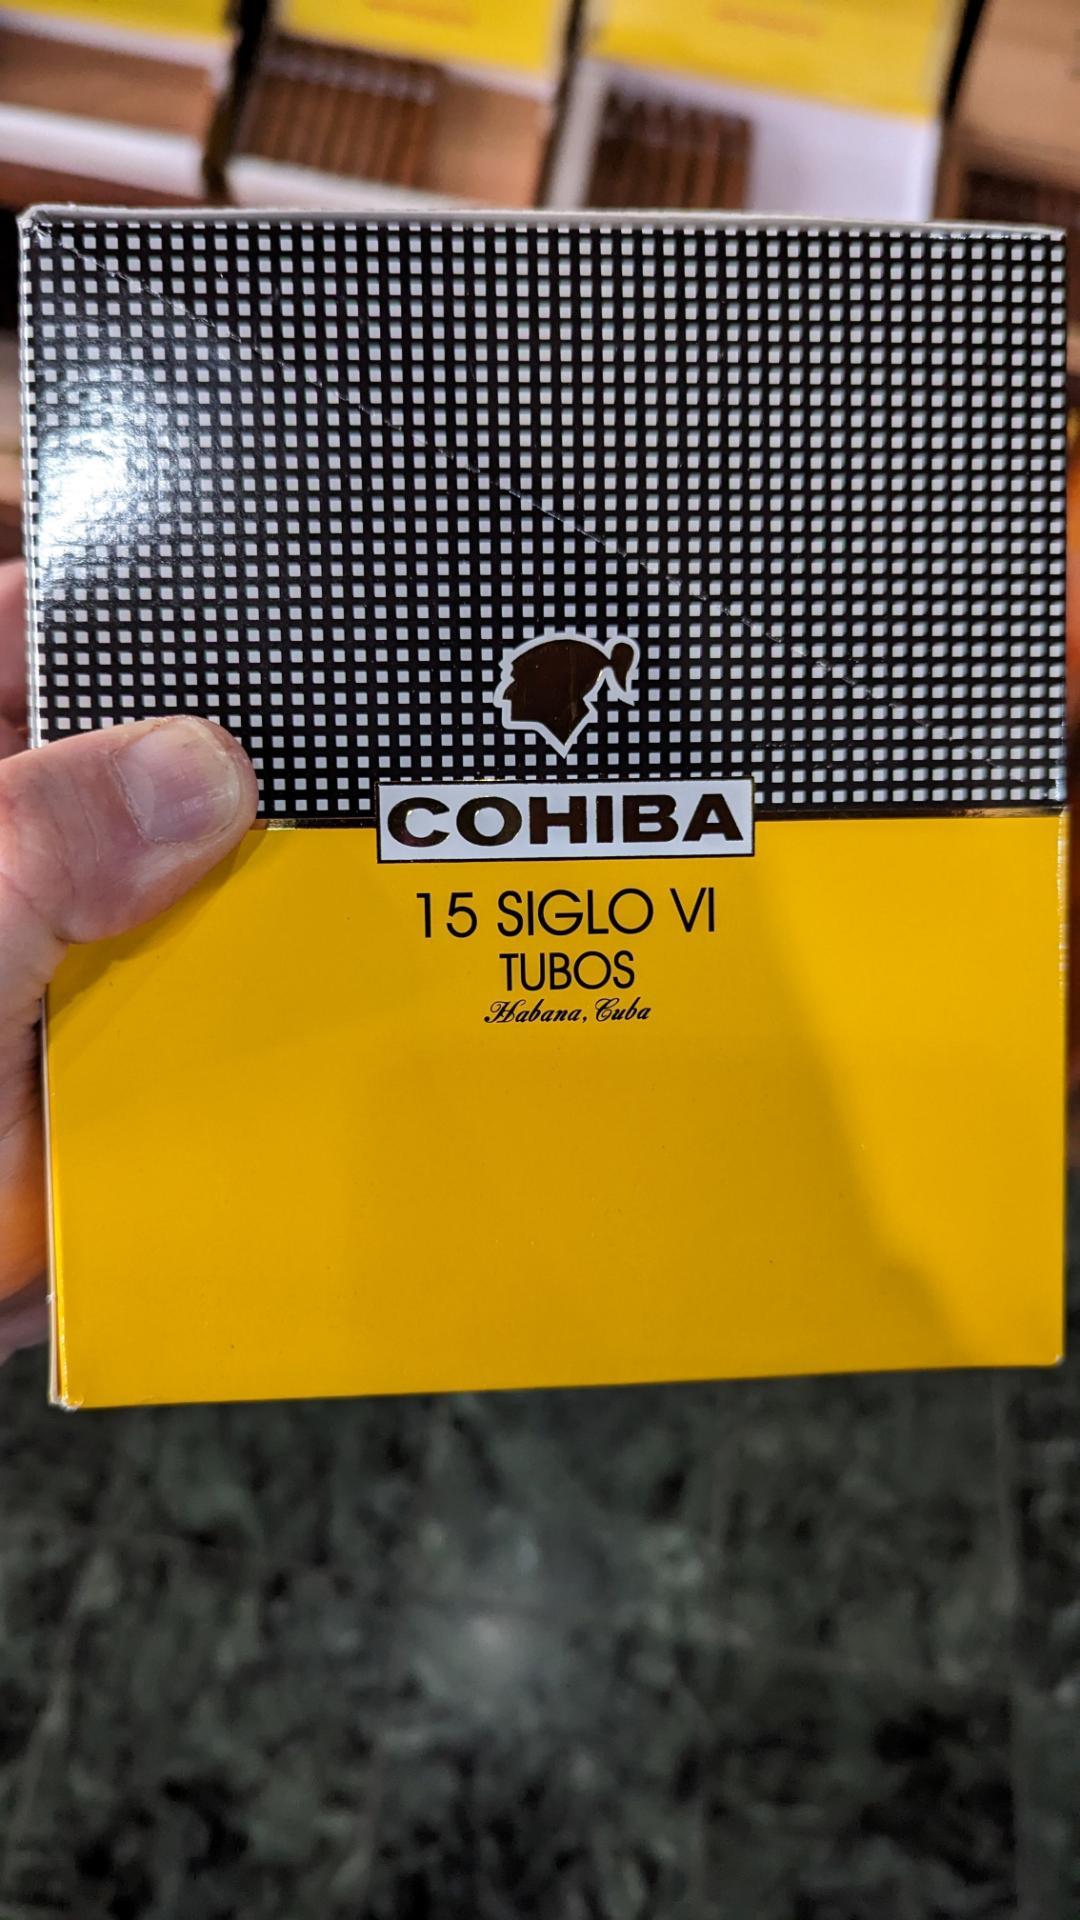 COHIBA
15 SIGLO VI
TUBOS
Habana, Cuba